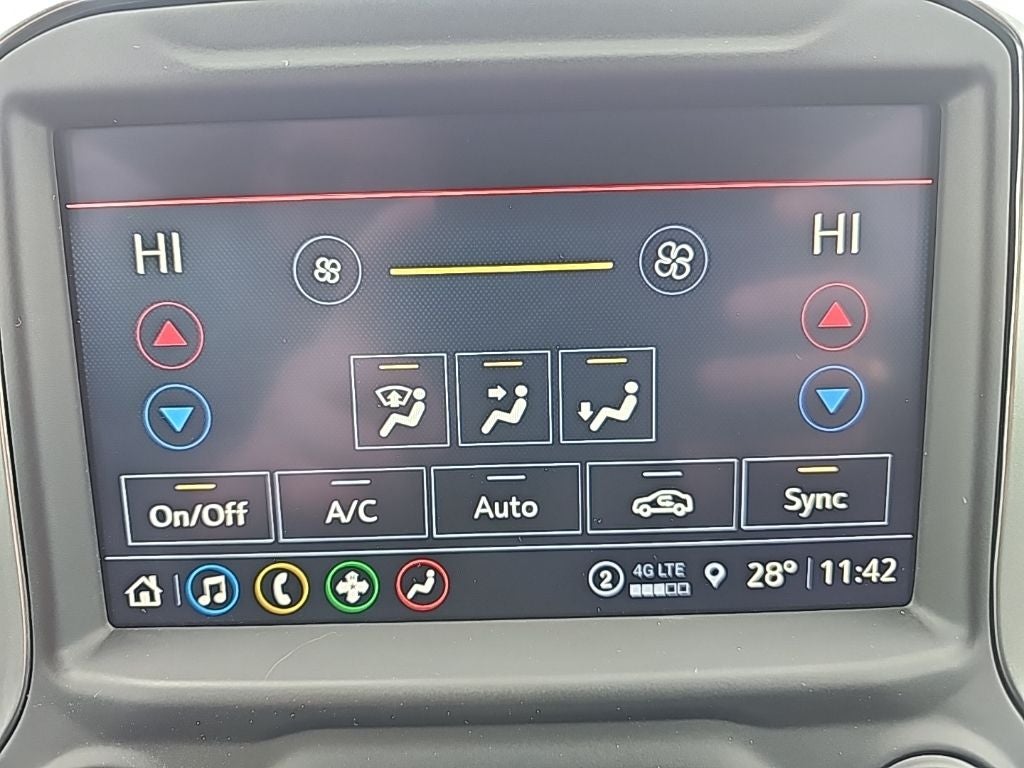 HI HI
On/Off A/C Auto Sync
2 4G LTE 28° 11:42